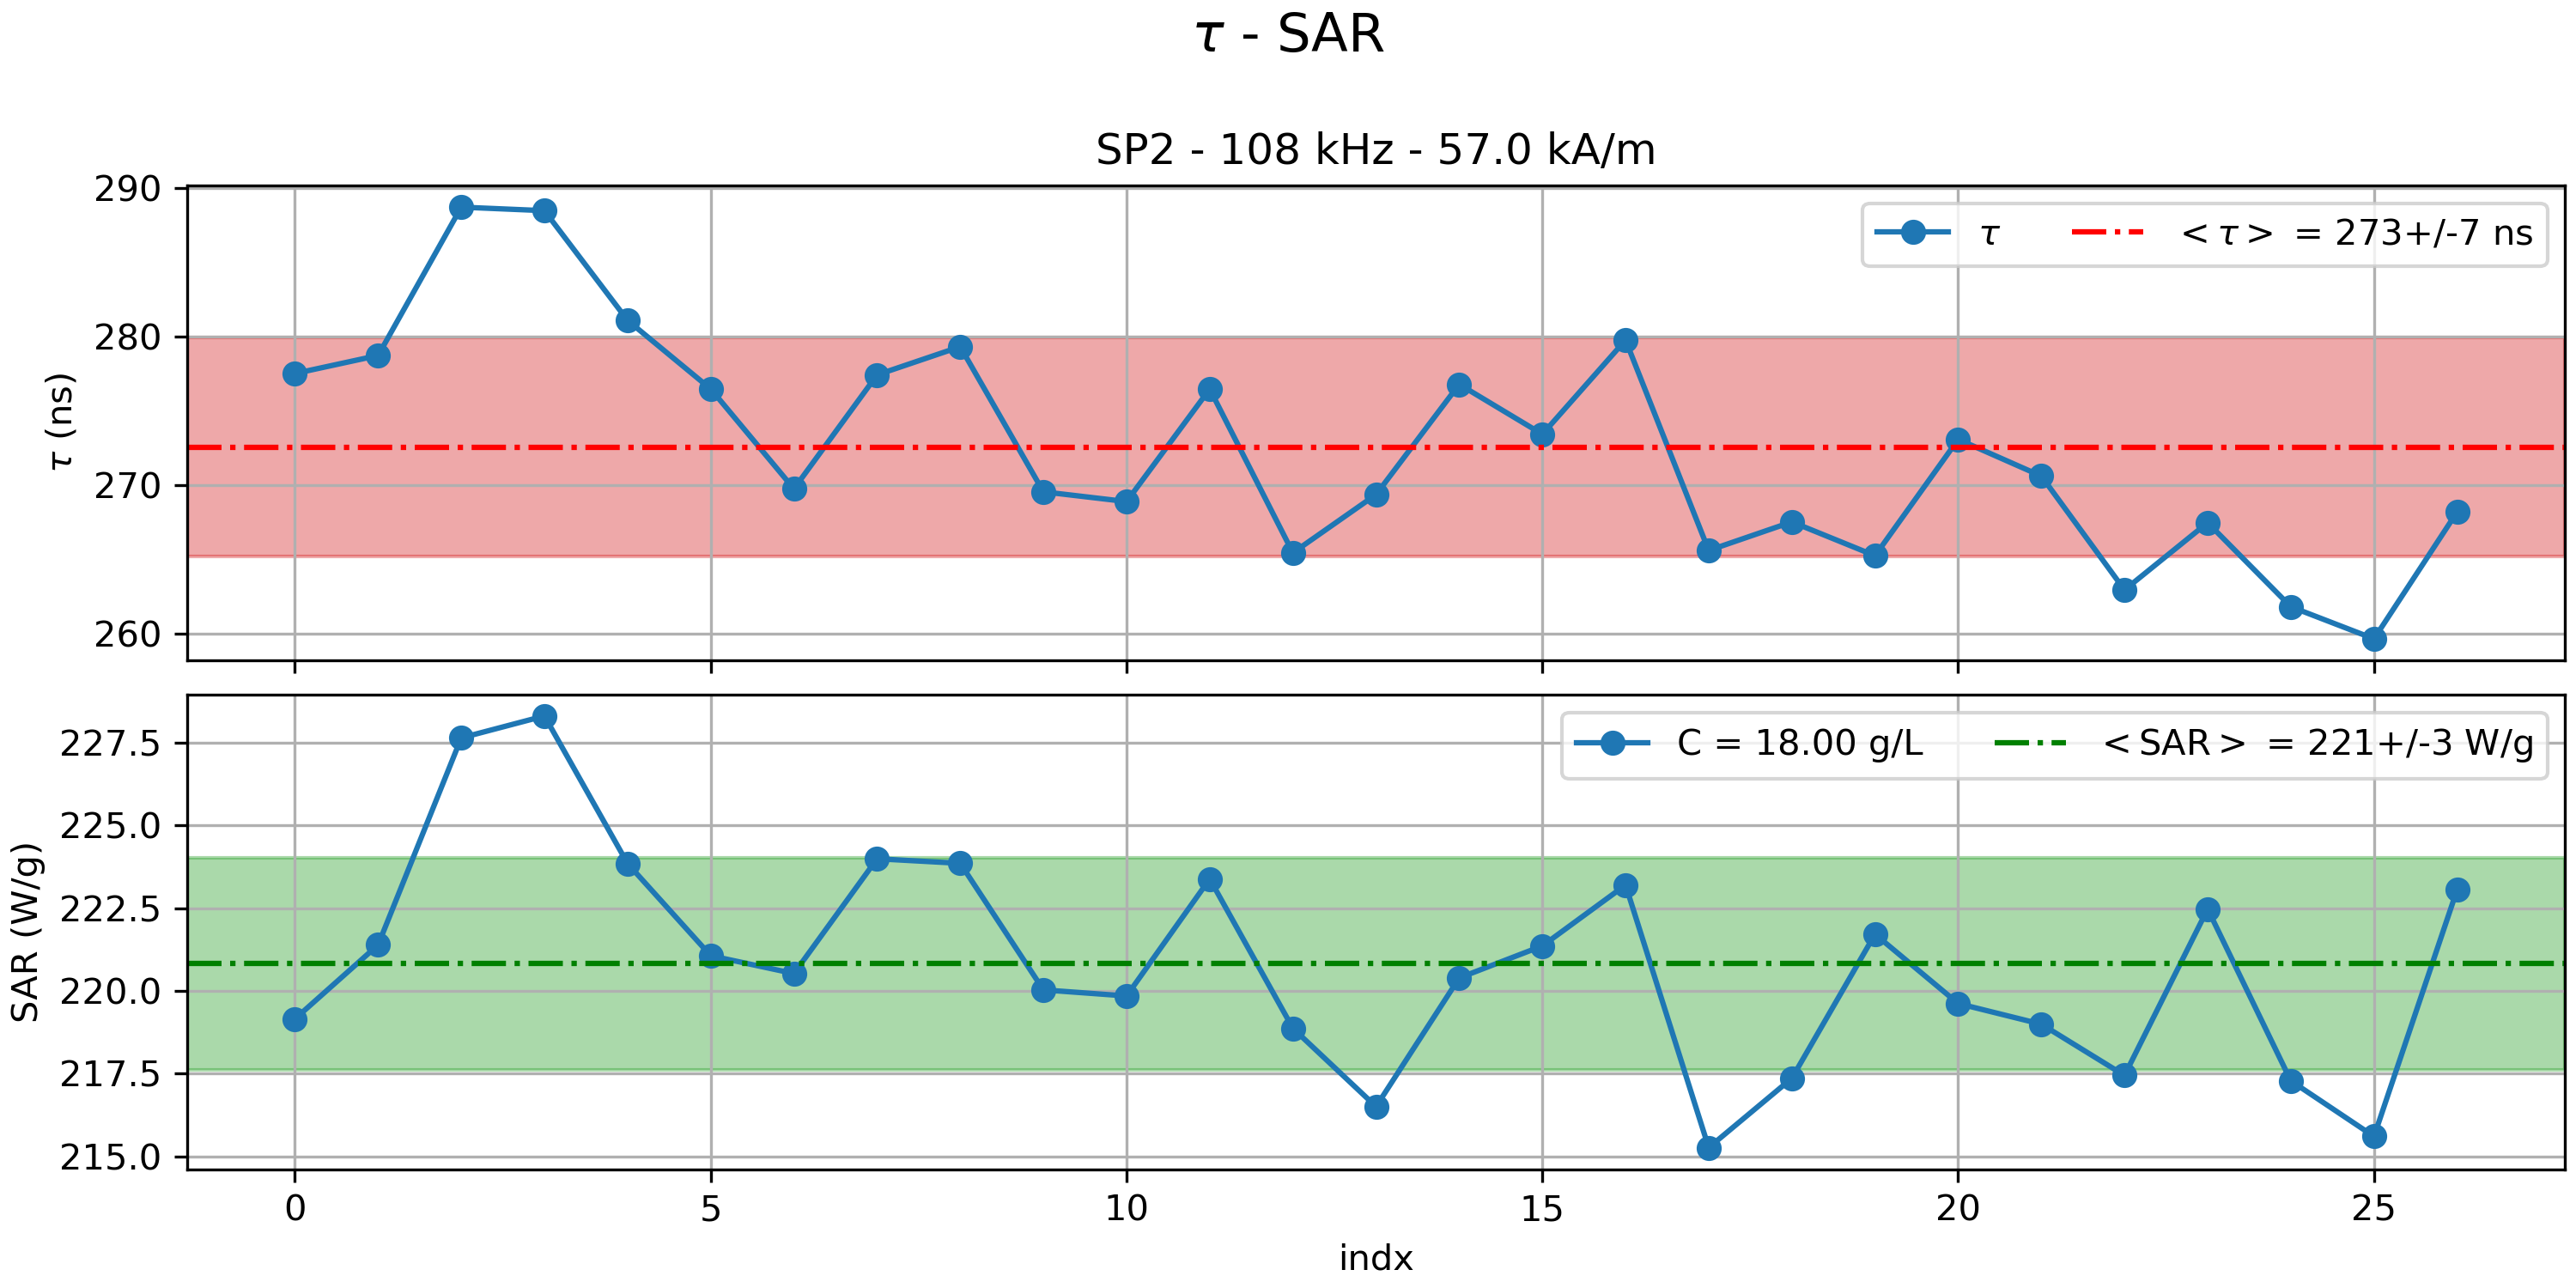 τ - SAR
SP2 - 108 kHz - 57.0 kA/m
290
280
270
260
τ (ns)
τ
<τ> = 273+/-7 ns
227.5
225.0
222.5
220.0
217.5
215.0
SAR (W/g)
C = 18.00 g/L
<SAR> = 221+/-3 W/g
0 5 10 15 20 25
indx